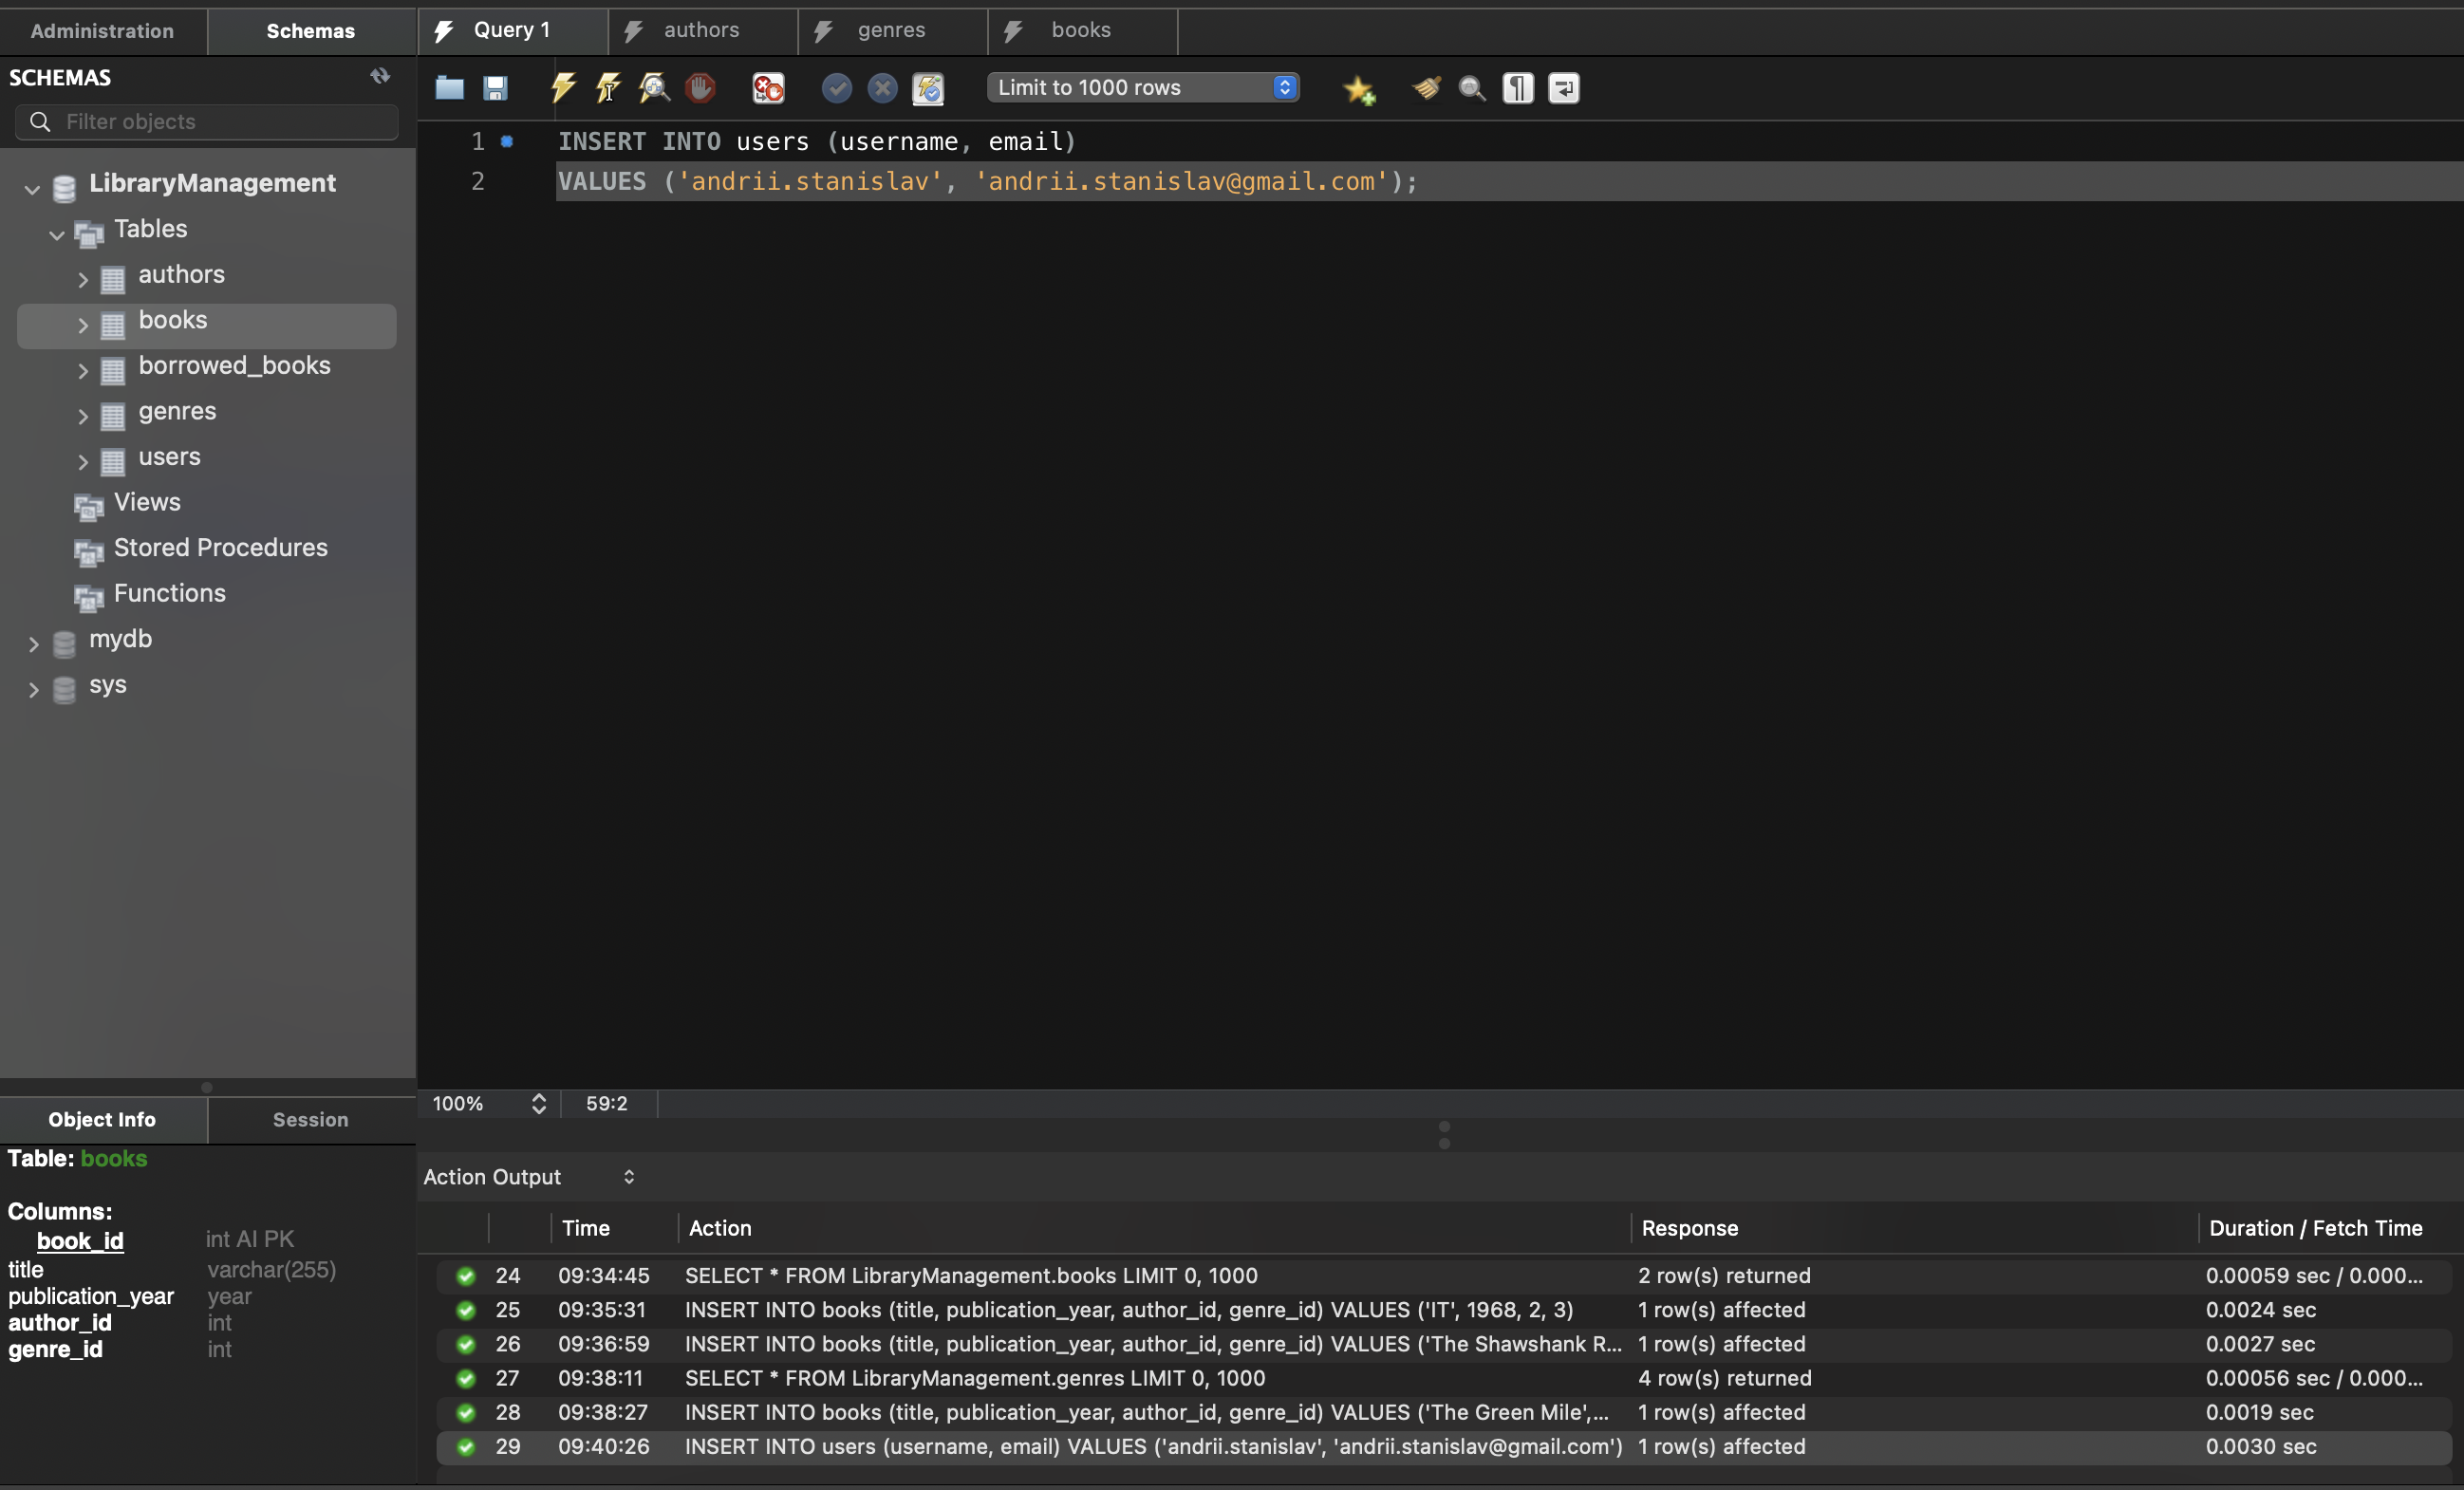 Administration
Schemas
Query 1
authors
genres
books
SCHEMAS
Filter objects
Limit to 1000 rows
LibraryManagement
Tables
authors
books
borrowed_books
genres
users
Views
Stored Procedures
Functions
mydb
sys
1 INSERT INTO users (username, email)
2 VALUES ('andrii.stanislav', 'andrii.stanislav@gmail.com');
100% 59:2
Object Info
Session
Table: books
Columns:
book_id int AI PK
title varchar(255)
publication_year year
author_id int
genre_id int
Action Output
Time Action Response Duration / Fetch Time
24 09:34:45 SELECT * FROM LibraryManagement.books LIMIT 0, 1000 2 row(s) returned 0.00059 sec / 0.000...
25 09:35:31 INSERT INTO books (title, publication_year, author_id, genre_id) VALUES ('IT', 1968, 2, 3) 1 row(s) affected 0.0024 sec
26 09:36:59 INSERT INTO books (title, publication_year, author_id, genre_id) VALUES ('The Shawshank R... 1 row(s) affected 0.0027 sec
27 09:38:11 SELECT * FROM LibraryManagement.genres LIMIT 0, 1000 4 row(s) returned 0.00056 sec / 0.000...
28 09:38:27 INSERT INTO books (title, publication_year, author_id, genre_id) VALUES ('The Green Mile',... 1 row(s) affected 0.0019 sec
29 09:40:26 INSERT INTO users (username, email) VALUES ('andrii.stanislav', 'andrii.stanislav@gmail.com') 1 row(s) affected 0.0030 sec